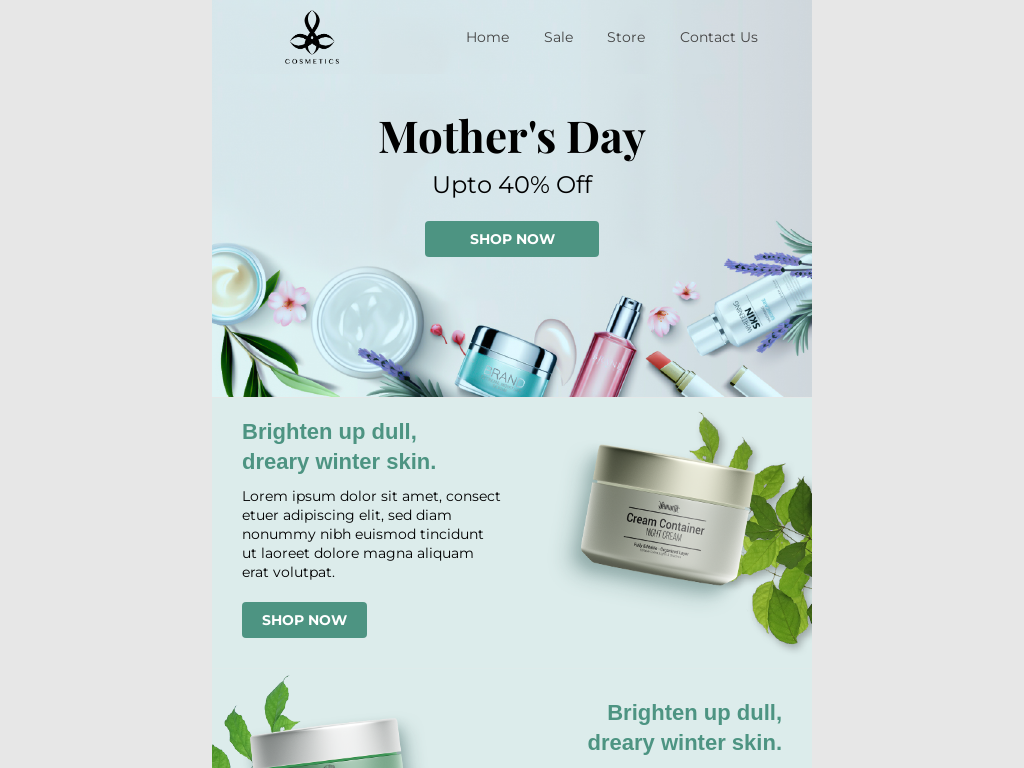 COSMETICS
Home Sale Store Contact Us
Mother's Day
Upto 40% Off
SHOP NOW
SKIN
BRAND
Brighten up dull,
dreary winter skin.
Lorem ipsum dolor sit amet, consect
etuer adipiscing elit, sed diam
nonummy nibh euismod tincidunt
ut laoreet dolore magna aliquam
erat volutpat.
SHOP NOW
Cream Container
NIGHT CREAM
Brighten up dull,
dreary winter skin.